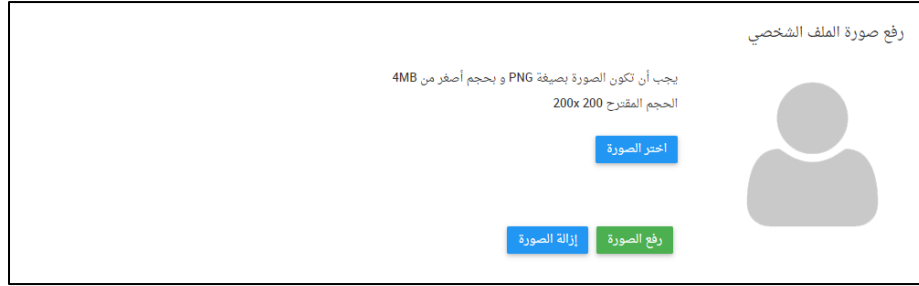 رفع صورة الملف الشخصي
يجب أن تكون الصورة بصيغة PNG و بحجم أصغر من 4MB
الحجم المقترح 200 200x
اختر الصورة
رفع الصورة
إزالة الصورة